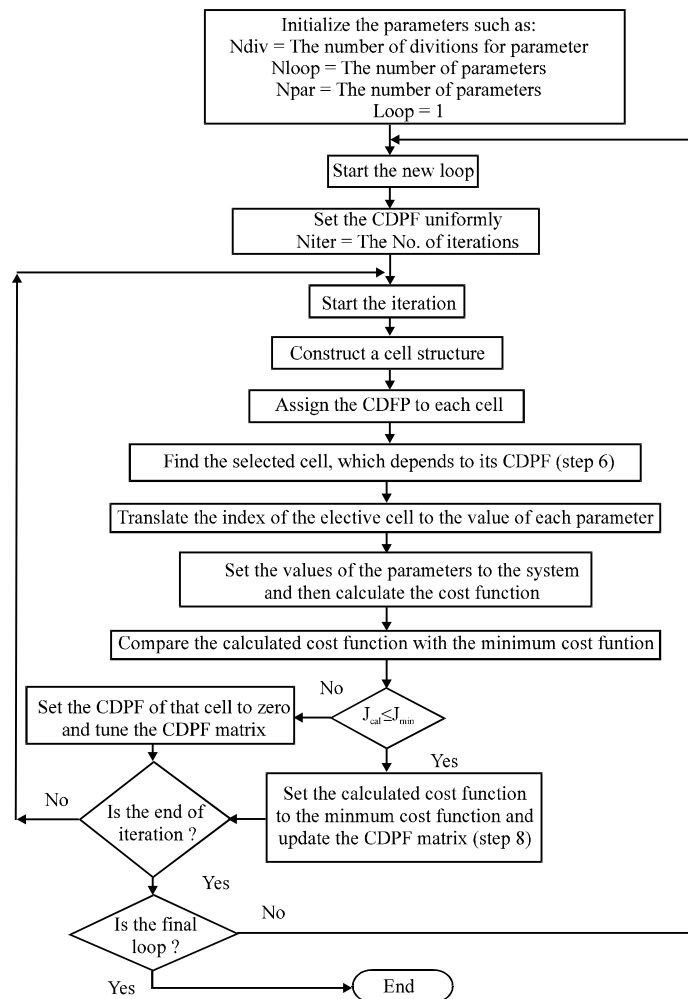 Initialize the parameters such as:
Ndiv = The number of divitions for parameter
Nloop = The number of parameters
Npar = The number of parameters
Loop = 1
Start the new loop
Set the CDPF uniformly
Niter = The No. of iterations
Start the iteration
Construct a cell structure
Assign the CDFP to each cell
Find the selected cell, which depends to its CDPF (step 6)
Translate the index of the elective cell to the value of each parameter
Set the values of the parameters to the system
and then calculate the cost function
Compare the calculated cost function with the minimum cost funtion
No
Set the CDPF of that cell to zero
and tune the CDPF matrix
Jcal≤Jmin
Yes
Set the calculated cost function
to the minmum cost function and
update the CDPF matrix (step 8)
No
Is the end of
iteration ?
Yes
Is the final
loop ?
No
Yes
End